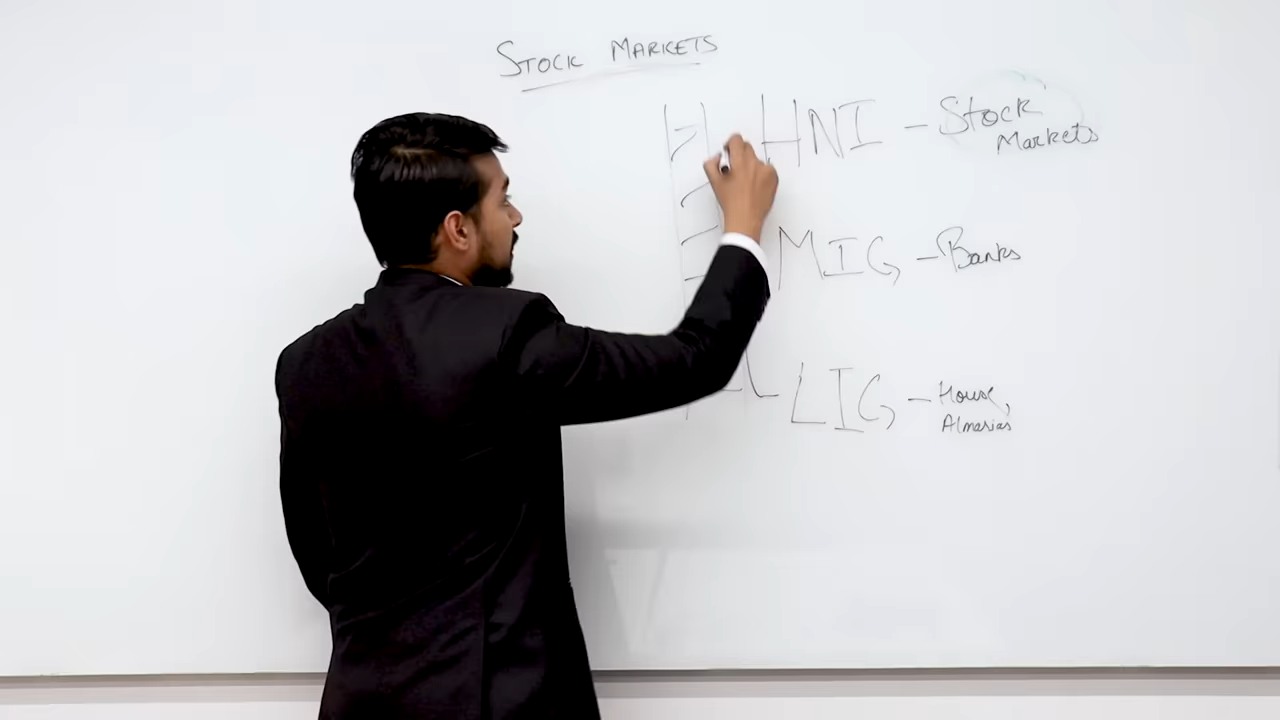 STOCK MARKETS
HNI - Stock
Markets
MIG - Banks
LIG - House,
Almarias